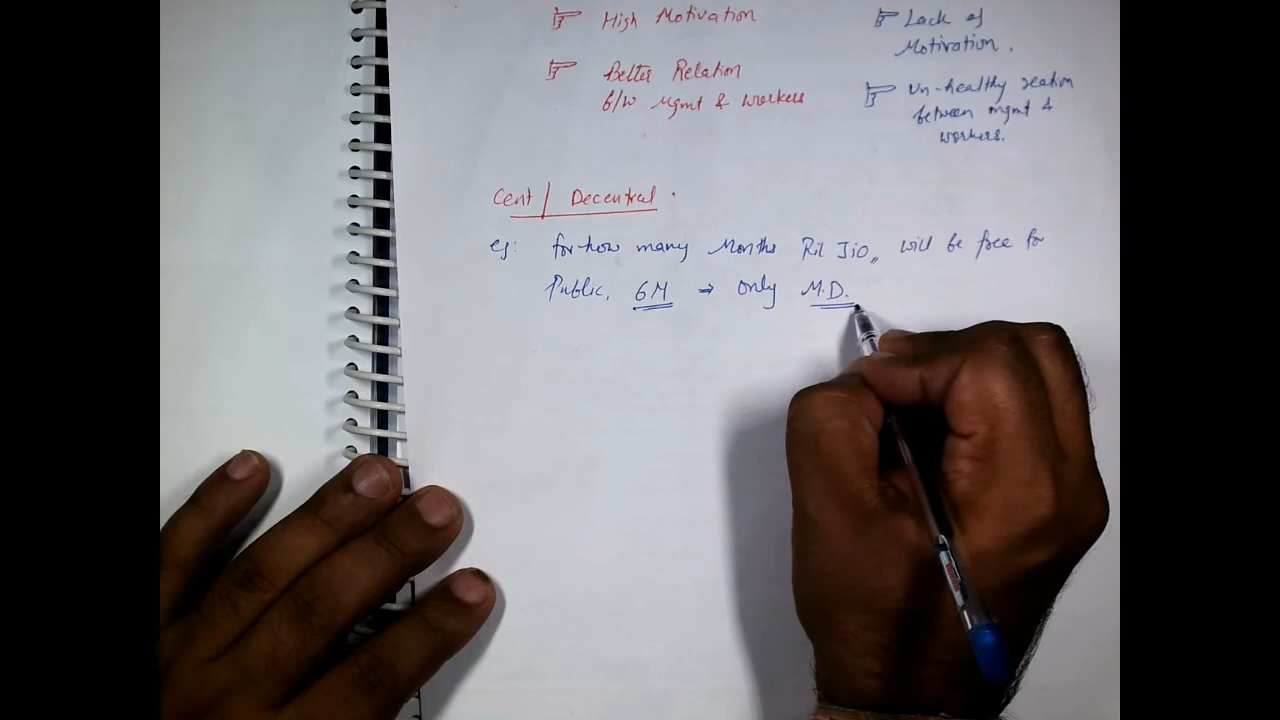 ☞ High Motivation
☞ Better Relation
b/w Mgmt & workers
☞ Lack of
Motivation.
☞ Un-healthy reation
between mgmt &
workers.
Cent / Decentral.
eg: for how many Months Ril Jio,, will be free for
Public. 6M → only M.D.